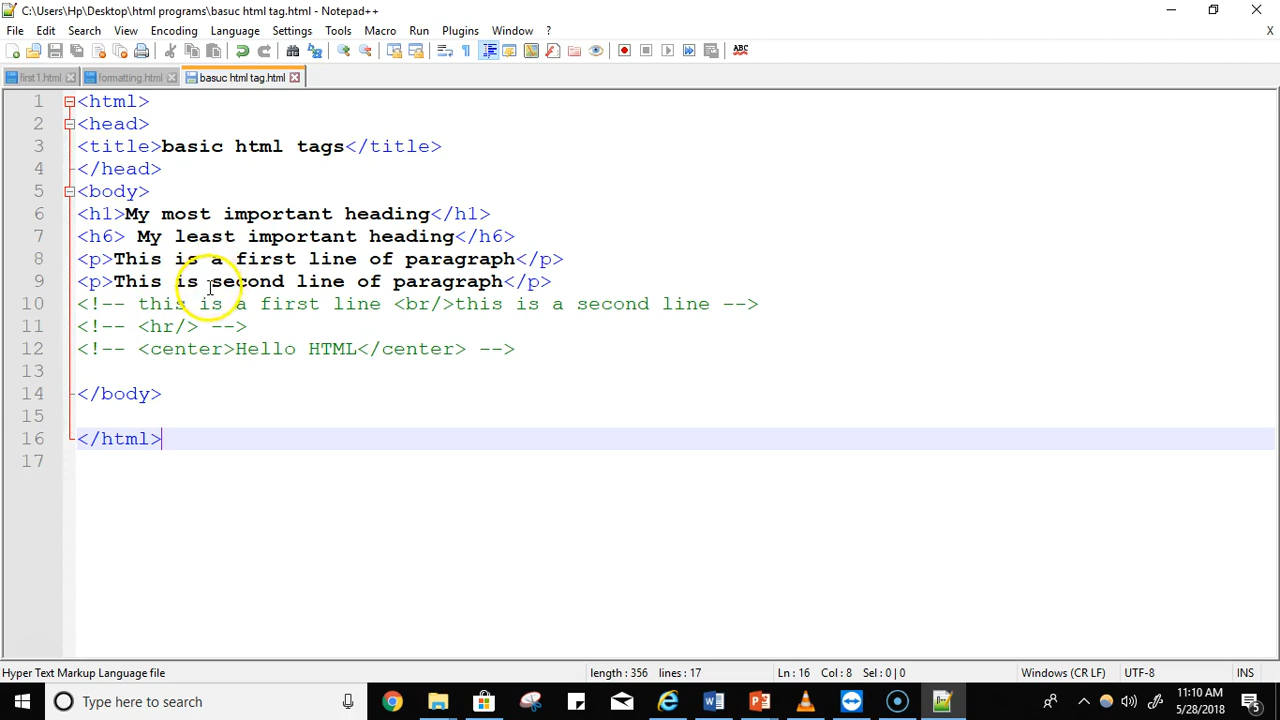 C:\Users\Hp\Desktop\html programs\basuc html tag.html - Notepad++
File Edit Search View Encoding Language Settings Tools Macro Run Plugins Window ? X
ABC
first1.html formatting.html basuc html tag.html
1 <html>
2 <head>
3 <title>basic html tags</title>
4 </head>
5 <body>
6 <h1>My most important heading</h1>
7 <h6> My least important heading</h6>
8 <p>This is a first line of paragraph</p>
9 <p>This is second line of paragraph</p>
10 <!-- this is a first line <br/>this is a second line -->
11 <!-- <hr/> -->
12 <!-- <center>Hello HTML</center> -->
13
14 </body>
15
16 </html>
17
Hyper Text Markup Language file length : 356 lines : 17 Ln : 16 Col : 8 Sel : 0 | 0 Windows (CR LF) UTF-8 INS
Type here to search
11:10 AM
5/28/2018
5